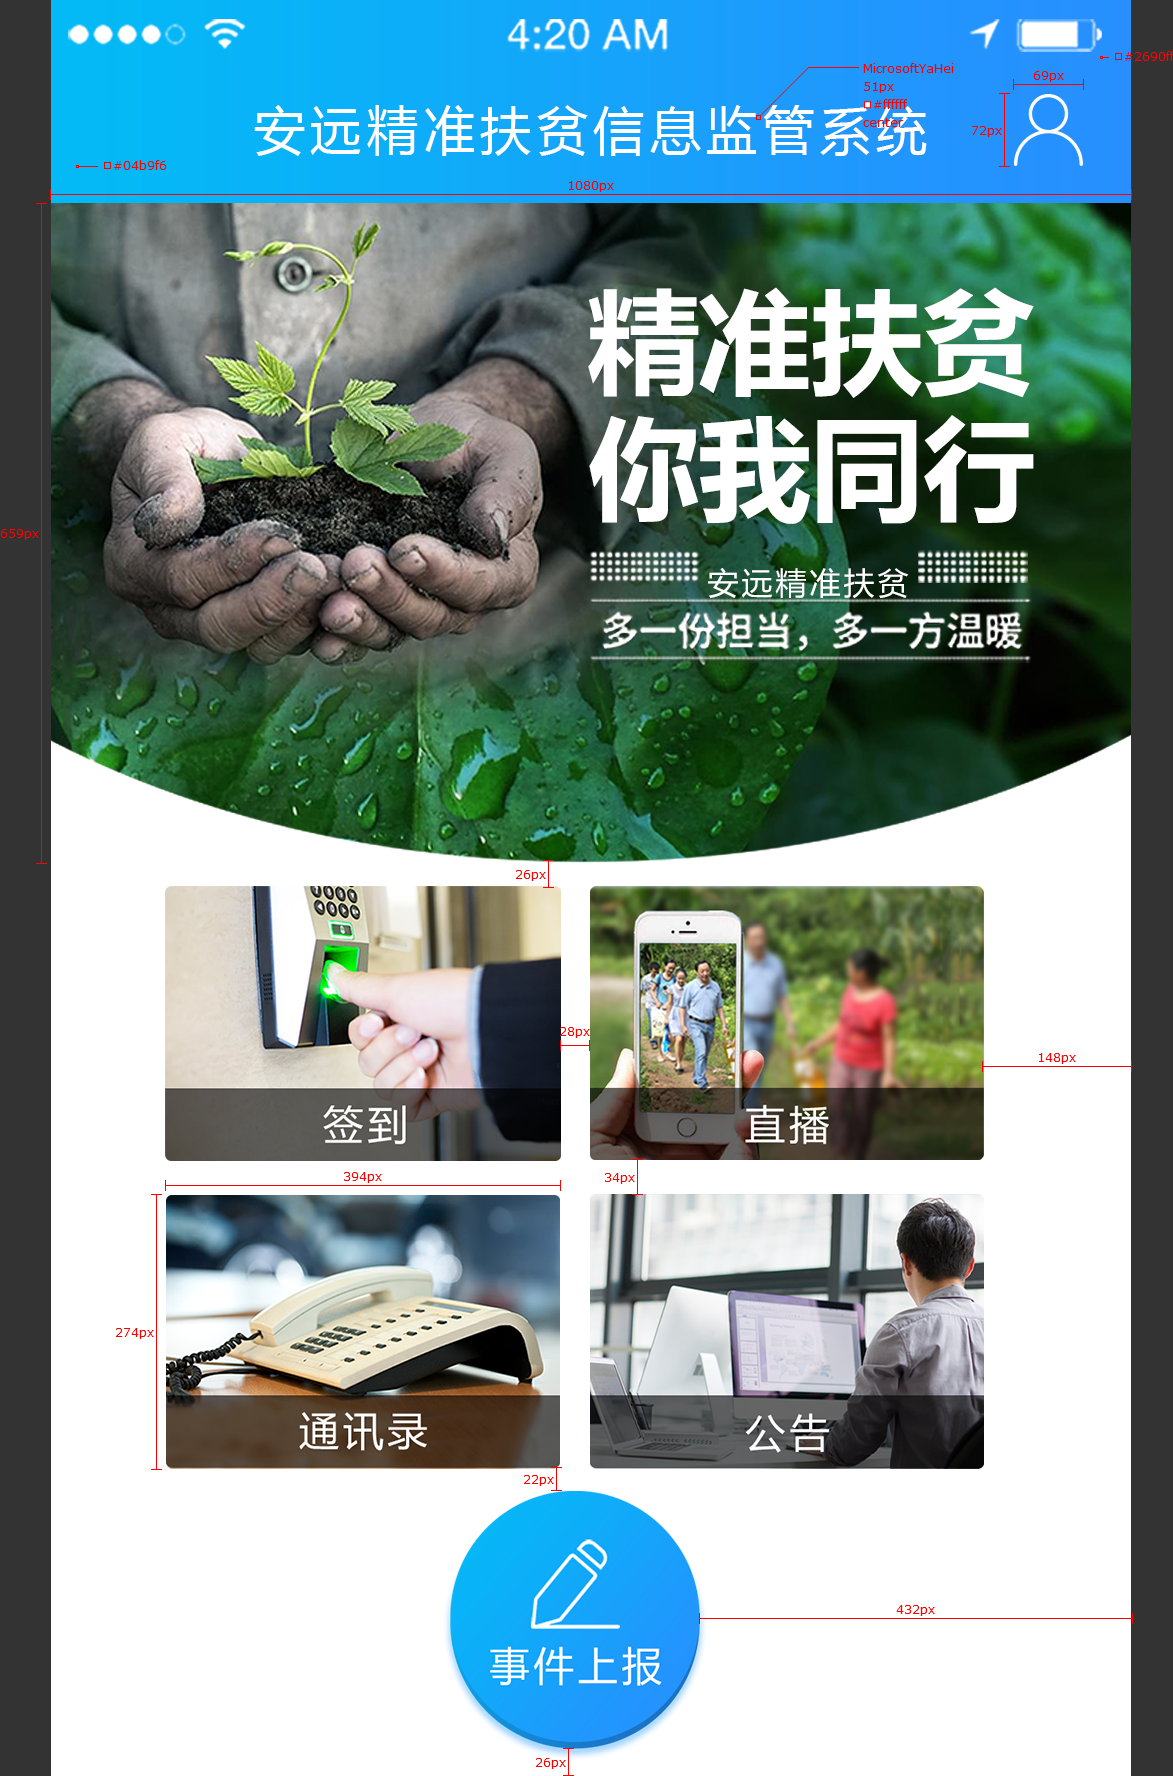 4:20 AM
#2690ff
MicrosoftYaHei
51px
#ffffff
center
69px
72px
安远精准扶贫信息监管系统
#04b9f6
1080px
659px
精准扶贫
你我同行
安远精准扶贫
多一份担当，多一方温暖
26px
28px
148px
签到
直播
394px
34px
274px
通讯录
公告
22px
432px
事件上报
26px